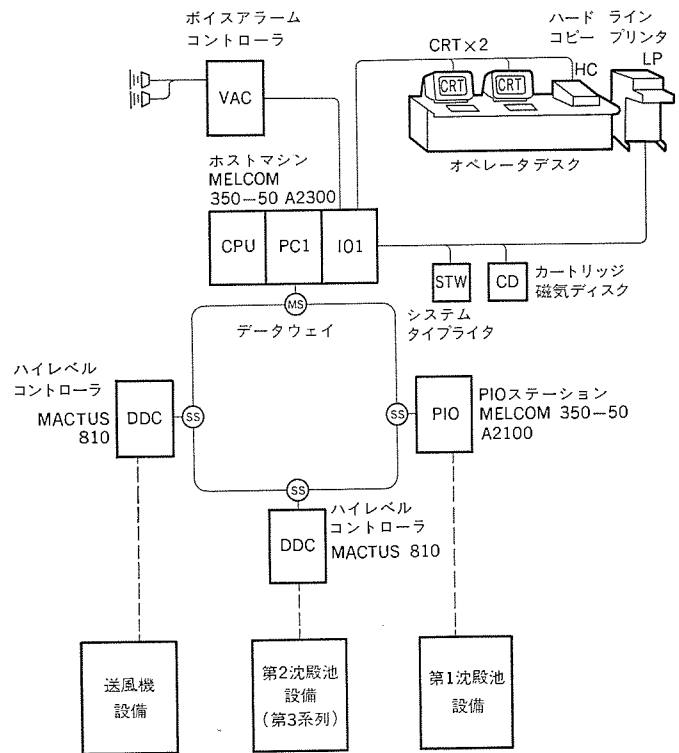 ボイスアラーム
コントローラ
VAC
CRT×2
ハード
コピー
HC
ライン
プリンタ
LP
CRT
CRT
オペレータデスク
ホストマシン
MELCOM
350−50 A2300
CPU
PC1
IO1
STW
システム
タイプライタ
CD
カートリッジ
磁気ディスク
MS
データウェイ
ハイレベル
コントローラ
MACTUS
810
DDC
SS
SS
PIO
PIOステーション
MELCOM 350−50
A2100
SS
ハイレベル
コントローラ
DDC
MACTUS 810
送風機
設備
第2沈殿池
設備
(第3系列)
第1沈殿池
設備